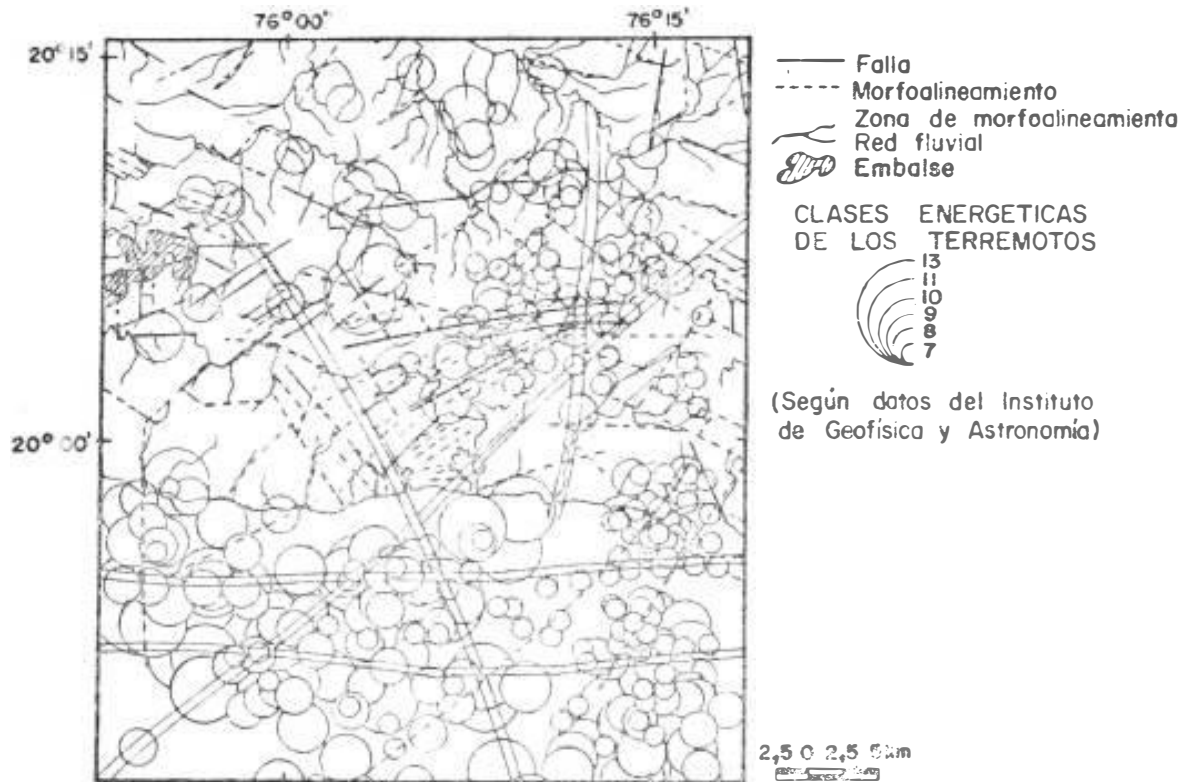 76°00'
76°15'
20°15'
20°00'
Falla
Morfoalineamiento
Zona de morfoalineamienta
Red fluvial
Embalse
CLASES ENERGETICAS
DE LOS TERREMOTOS
13
11
10
9
8
7
(Según datos del Instituto
de Geofísica y Astronomía)
2,5 0 2,5 5km